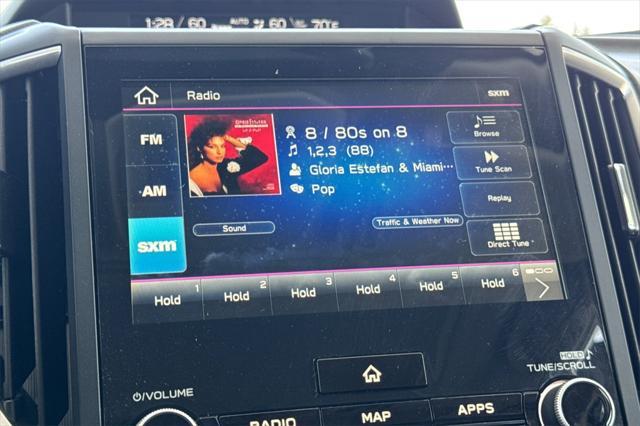 1:28 / 60 AUTO 60 70°F
Radio sxm
FM
AM
sxm
8 / 80s on 8
1,2,3 (88)
Gloria Estefan & Miami···
Pop
Sound
Traffic & Weather Now
Browse
Tune Scan
Replay
Direct Tune
Hold 1 Hold 2 Hold 3 Hold 4 Hold 5 Hold 6
VOLUME
HOLD
TUNE/SCROLL
RADIO MAP APPS